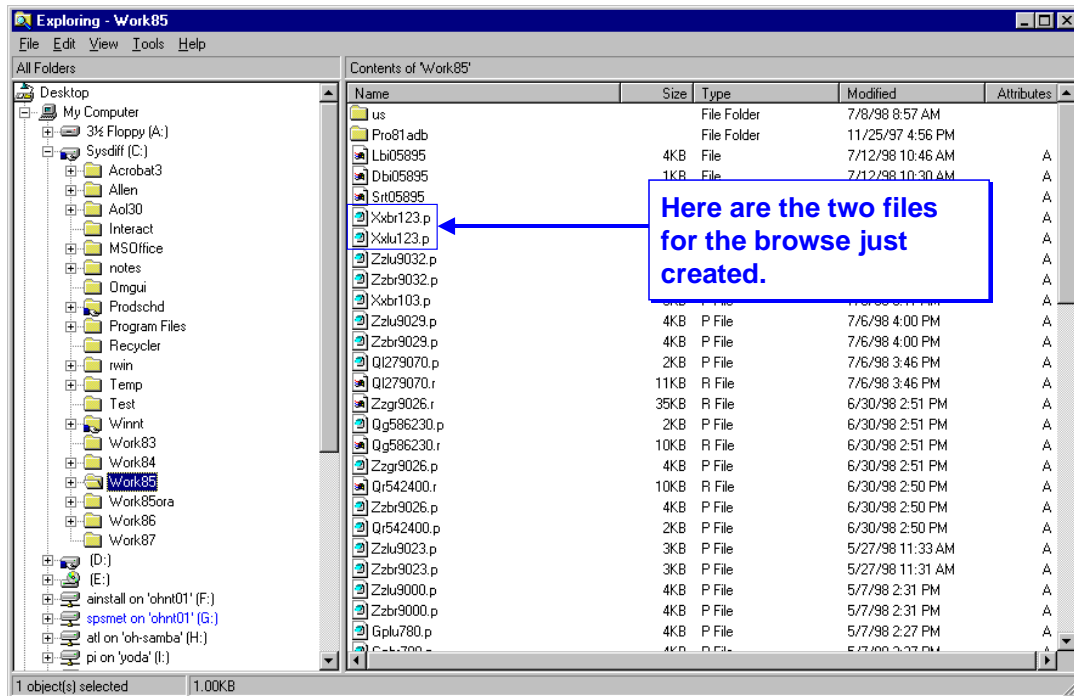 Exploring - Work85
File Edit View Tools Help
All Folders
Contents of 'Work85'
Desktop
My Computer
3½ Floppy (A:)
Sysdiff (C:)
Acrobat3
Allen
Aol30
Interact
MSOffice
notes
Omgui
Prodschd
Program Files
Recycler
rwin
Temp
Test
Winnt
Work83
Work84
Work85
Work85ora
Work86
Work87
(D:)
(E:)
ainstall on 'ohnt01' (F:)
spsmet on 'ohnt01' (G:)
atl on 'oh-samba' (H:)
pi on 'yoda' (I:)
Name Size Type Modified Attributes
us File Folder 7/8/98 8:57 AM
Pro81adb File Folder 11/25/97 4:56 PM
Lbi05895 4KB File 7/12/98 10:46 AM A
Dbi05895 1KB File 7/12/98 10:30 AM A
Srt05895 A
Xxbr123.p A
Xxlu123.p A
Zzlu9032.p A
Zzbr9032.p A
Xxbr103.p A
Here are the two files
for the browse just
created.
Zzlu9029.p 4KB P File 7/6/98 4:00 PM A
Zzbr9029.p 4KB P File 7/6/98 4:00 PM A
Ql279070.p 2KB P File 7/6/98 3:46 PM A
Ql279070.r 11KB R File 7/6/98 3:46 PM A
Zzgr9026.r 35KB R File 6/30/98 2:51 PM A
Qg586230.p 2KB P File 6/30/98 2:51 PM A
Qg586230.r 10KB R File 6/30/98 2:51 PM A
Zzgr9026.p 4KB P File 6/30/98 2:51 PM A
Qr542400.r 10KB R File 6/30/98 2:50 PM A
Zzbr9026.p 4KB P File 6/30/98 2:50 PM A
Qr542400.p 2KB P File 6/30/98 2:50 PM A
Zzlu9023.p 3KB P File 5/27/98 11:33 AM A
Zzbr9023.p 3KB P File 5/27/98 11:31 AM A
Zzlu9000.p 4KB P File 5/7/98 2:31 PM A
Zzbr9000.p 4KB P File 5/7/98 2:31 PM A
Gplu780.p 4KB P File 5/7/98 2:27 PM A
1 object(s) selected 1.00KB